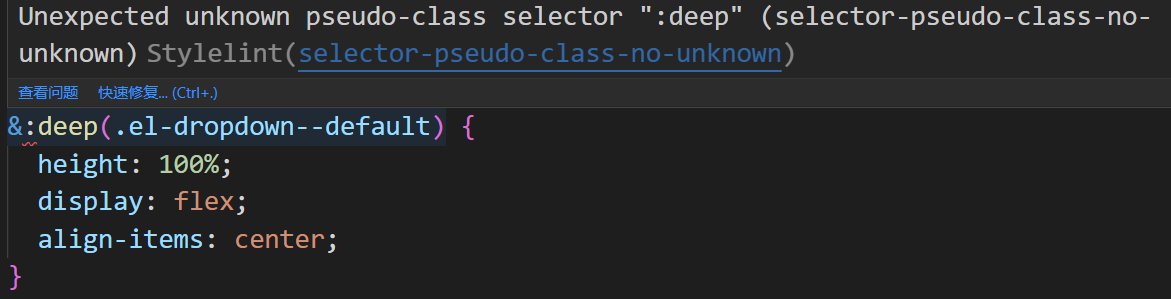 Unexpected unknown pseudo-class selector ":deep" (selector-pseudo-class-no-
unknown) Stylelint(selector-pseudo-class-no-unknown)
查看问题 快速修复... (Ctrl+.)
&:deep(.el-dropdown--default) {
  height: 100%;
  display: flex;
  align-items: center;
}